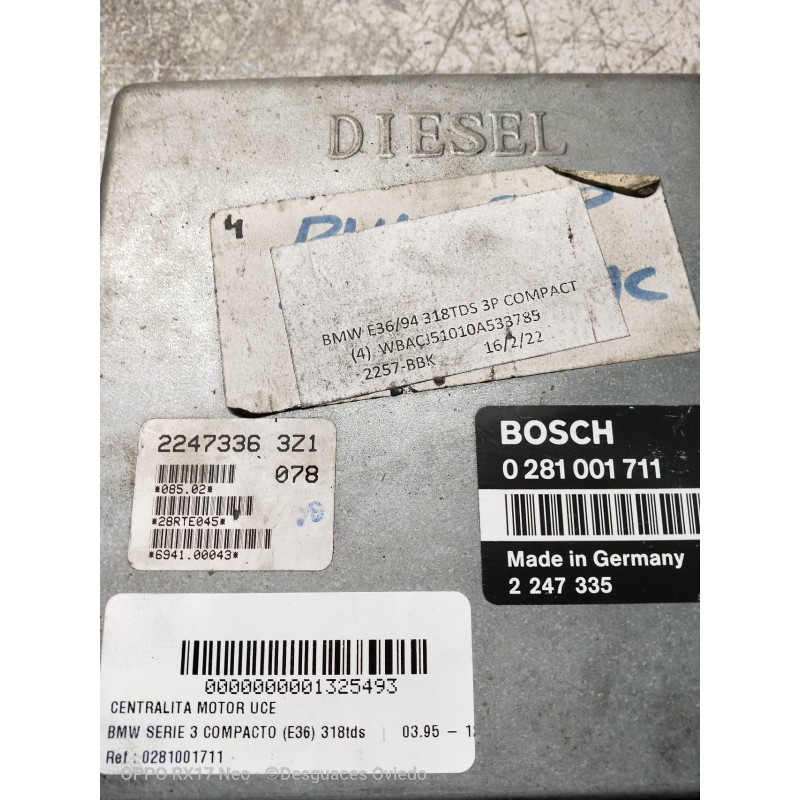 DIESEL
4
BMW E36/94 318TDS 3P COMPACT
(4) WBACJ51010A533785
2257-BBK 16/2/22
2247336 3Z1
078
*085.02*
*28RTE045*
*6941.00043*
BOSCH
0 281 001 711
Made in Germany
2 247 335
0000000001325493
CENTRALITA MOTOR UCE
BMW SERIE 3 COMPACTO (E36) 318tds | 03.95 -
Ref : 0281001711
OPPO RX17 Neo · ©Desguaces Oviedo